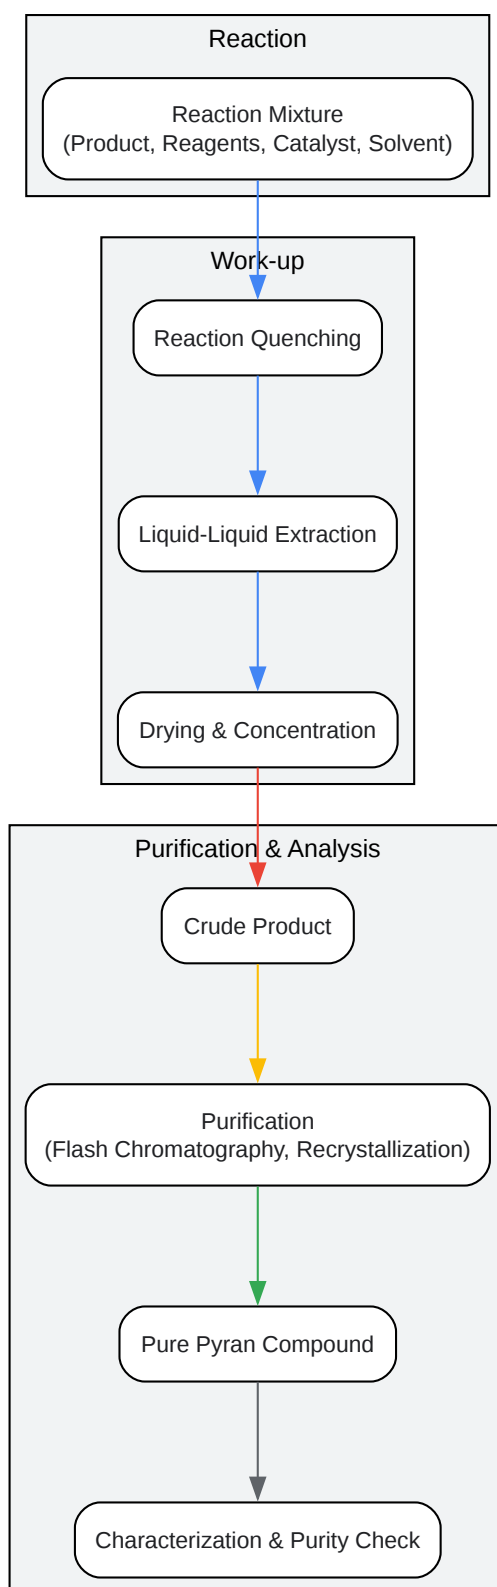 Reaction
Reaction Mixture
(Product, Reagents, Catalyst, Solvent)
Work-up
Reaction Quenching
Liquid-Liquid Extraction
Drying & Concentration
Purification & Analysis
Crude Product
Purification
(Flash Chromatography, Recrystallization)
Pure Pyran Compound
Characterization & Purity Check